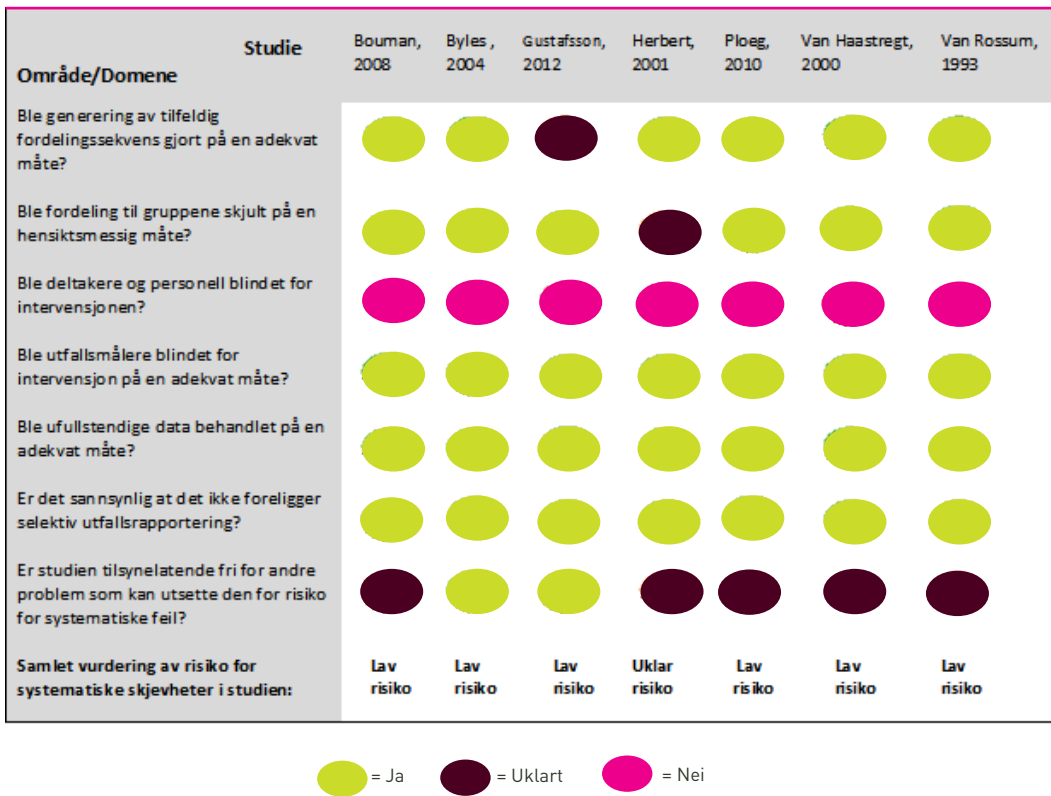 Studie
Område/Domene
Bouman, 2008
Byles , 2004
Gustafsson, 2012
Herbert, 2001
Ploeg, 2010
Van Haastregt, 2000
Van Rossum, 1993
Ble generering av tilfeldig
fordelingssekvens gjort på en adekvat
måte?
Ble fordeling til gruppene skjult på en
hensiktsmessig måte?
Ble deltakere og personell blindet for
intervensjonen?
Ble utfallsmålere blindet for
intervensjon på en adekvat måte?
Ble ufullstendige data behandlet på en
adekvat måte?
Er det sannsynlig at det ikke foreligger
selektiv utfallsrapportering?
Er studien tilsynelatende fri for andre
problem som kan utsette den for risiko
for systematiske feil?
Samlet vurdering av risiko for
systematiske skjevheter i studien:
Lav risiko
Lav risiko
Lav risiko
Uklar risiko
Lav risiko
Lav risiko
Lav risiko
= Ja
= Uklart
= Nei